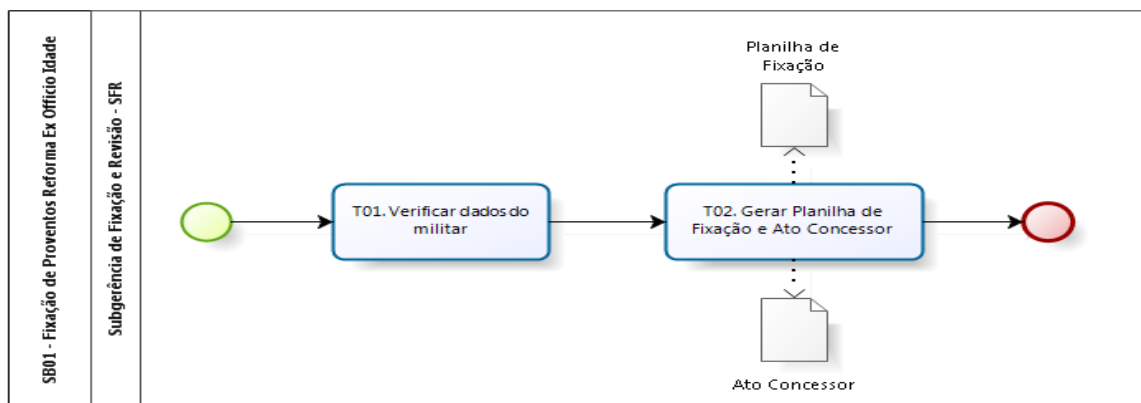 SB01 - Fixação de Proventos Reforma Ex Officio Idade
Subgerência de Fixação e Revisão - SFR
Planilha de
Fixação
T01. Verificar dados do
militar
T02. Gerar Planilha de
Fixação e Ato Concessor
Ato Concessor